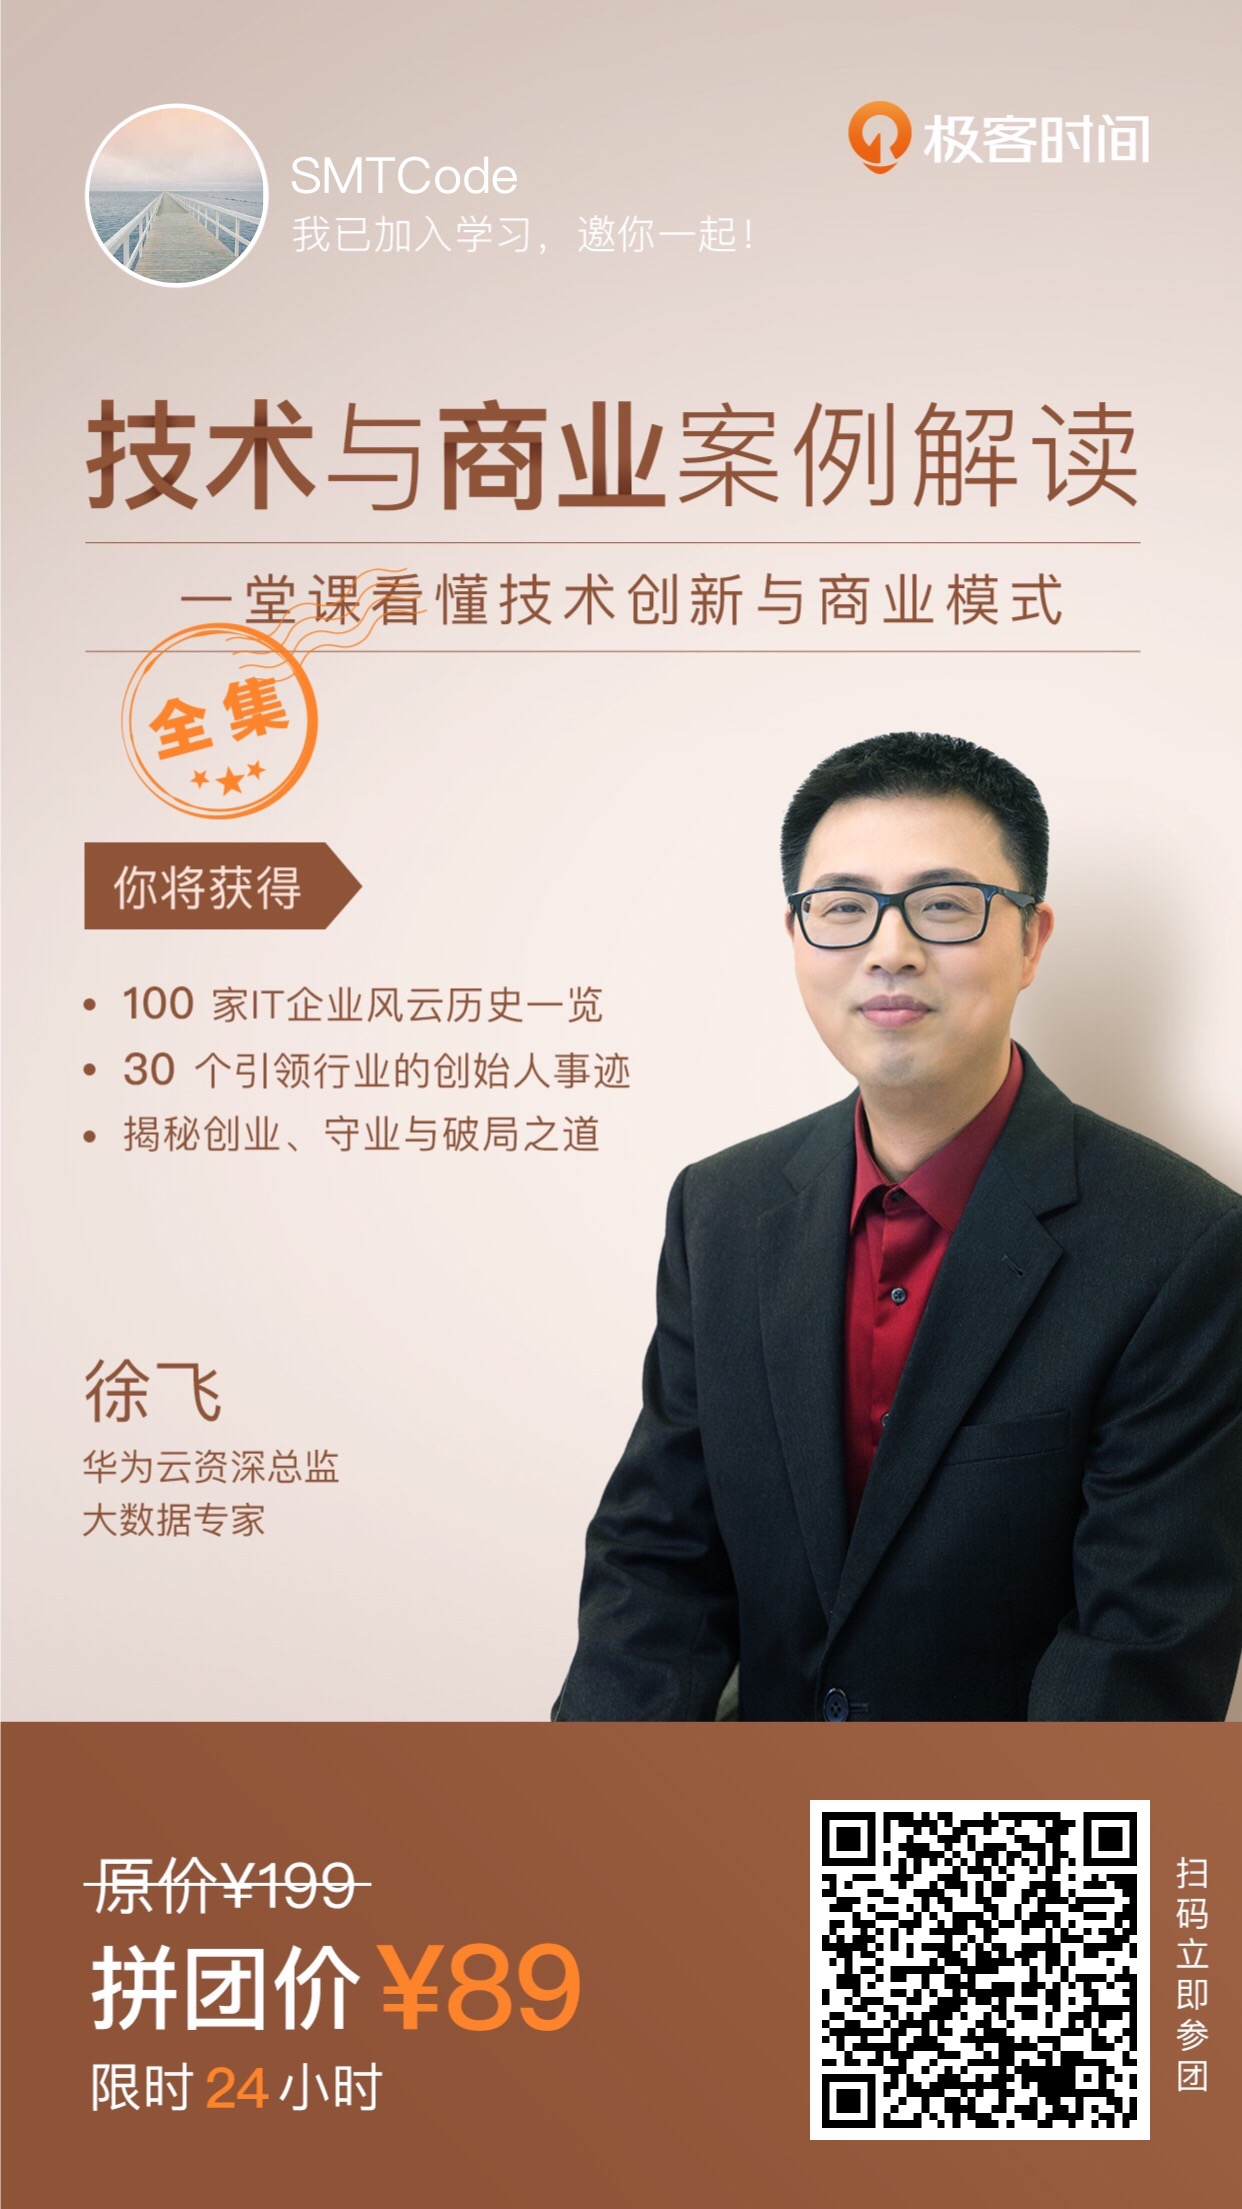 极客时间
SMTCode
我已加入学习，邀你一起！
技术与商业案例解读
一堂课看懂技术创新与商业模式
全集
你将获得
• 100 家IT企业风云历史一览
• 30 个引领行业的创始人事迹
• 揭秘创业、守业与破局之道
徐飞
华为云资深总监
大数据专家
原价¥199
拼团价¥89
限时24小时
扫码立即参团